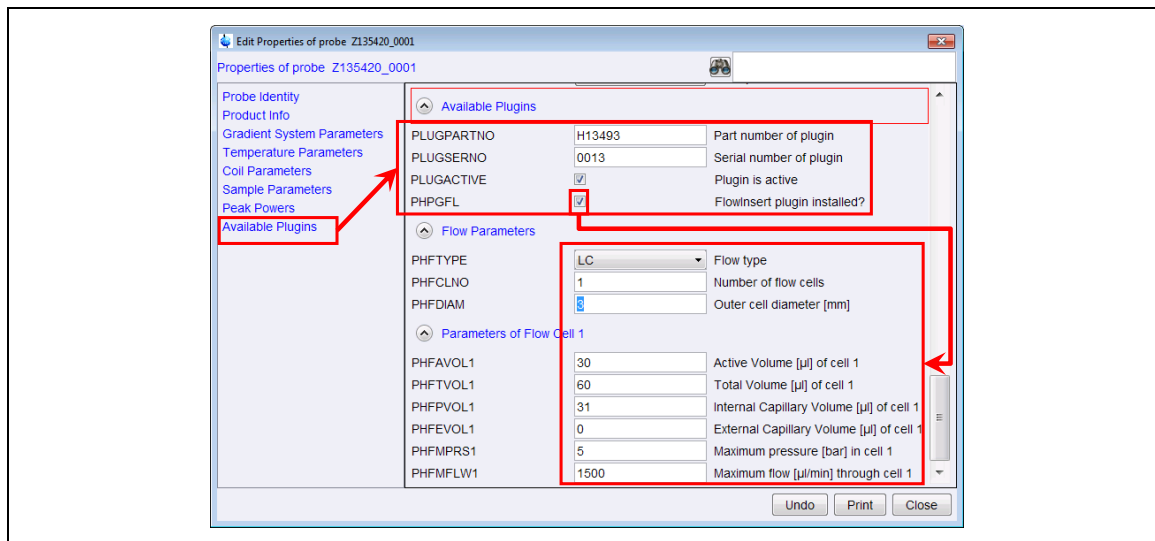 Edit Properties of probe Z135420_0001
Properties of probe Z135420_0001
Probe Identity
Product Info
Gradient System Parameters
Temperature Parameters
Coil Parameters
Sample Parameters
Peak Powers
Available Plugins
Available Plugins
PLUGPARTNO H13493 Part number of plugin
PLUGSERNO 0013 Serial number of plugin
PLUGACTIVE Plugin is active
PHPGFL FlowInsert plugin installed?
Flow Parameters
PHFTYPE LC Flow type
PHFCLNO 1 Number of flow cells
PHFDIAM 3 Outer cell diameter [mm]
Parameters of Flow Cell 1
PHFAVOL1 30 Active Volume [µl] of cell 1
PHFTVOL1 60 Total Volume [µl] of cell 1
PHFPVOL1 31 Internal Capillary Volume [µl] of cell 1
PHFEVOL1 0 External Capillary Volume [µl] of cell 1
PHFMPRS1 5 Maximum pressure [bar] in cell 1
PHFMFLW1 1500 Maximum flow [µl/min] through cell 1
Undo Print Close